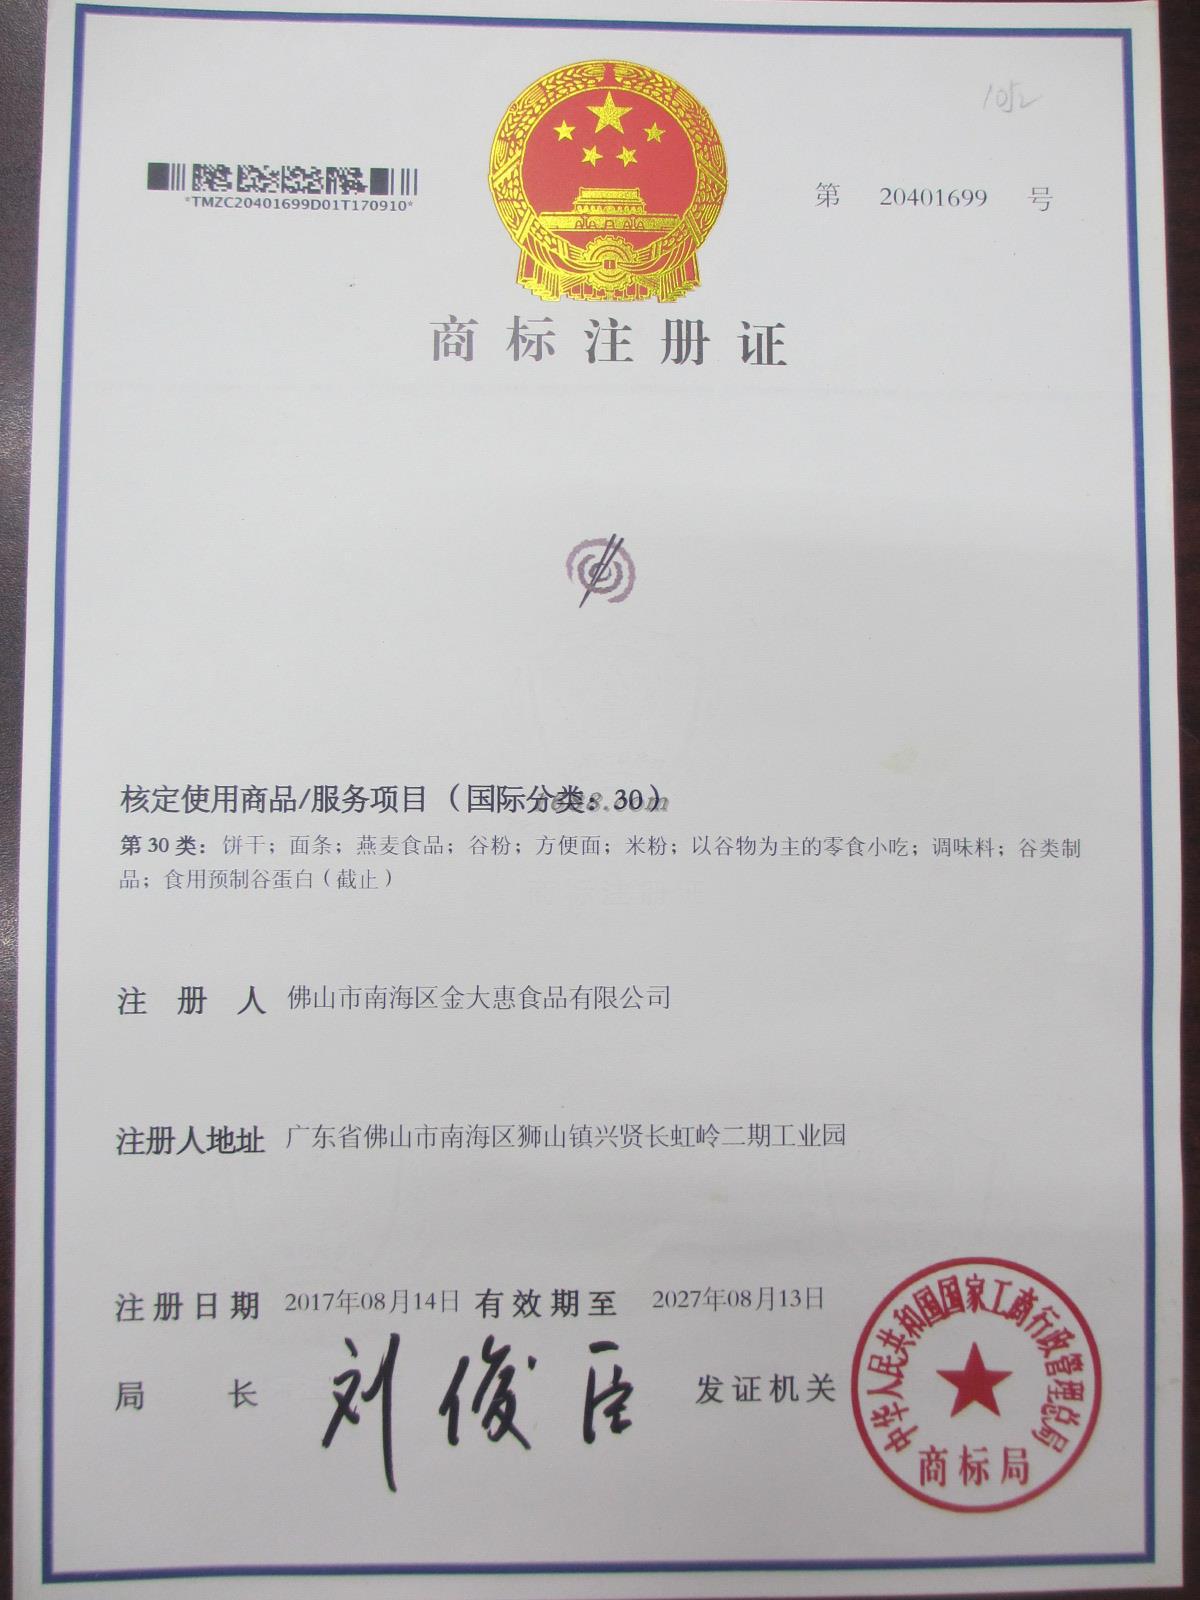 1052
*TMZC20401699D01T170910*
第 20401699 号
商标注册证
核定使用商品/服务项目（国际分类：30）
1688.com
第 30 类：饼干；面条；燕麦食品；谷粉；方便面；米粉；以谷物为主的零食小吃；调味料；谷类制
品；食用预制谷蛋白（截止）
注册人 佛山市南海区金大惠食品有限公司
注册人地址 广东省佛山市南海区狮山镇兴贤长虹岭二期工业园
注册日期 2017年08月14日 有效期至 2027年08月13日
局长 刘俊臣 发证机关
中华人民共和国国家工商行政管理总局
商标局